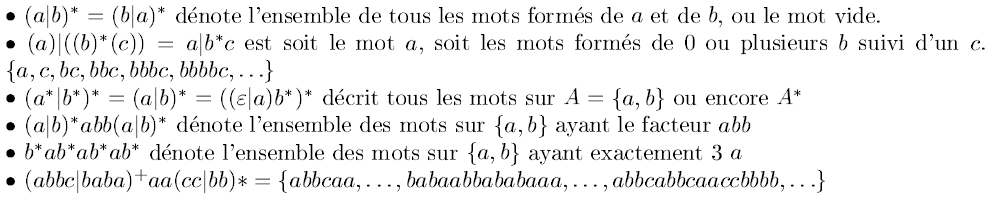 • (a|b)* = (b|a)* dénote l'ensemble de tous les mots formés de a et de b, ou le mot vide.
• (a)|((b)*(c)) = a|b*c est soit le mot a, soit les mots formés de 0 ou plusieurs b suivi d'un c.
{a, c, bc, bbc, bbbc, bbbbc, ...}
• (a*|b*)* = (a|b)* = ((ε|a)b*)* décrit tous les mots sur A = {a, b} ou encore A*
• (a|b)*abb(a|b)* dénote l'ensemble des mots sur {a, b} ayant le facteur abb
• b*ab*ab*ab* dénote l'ensemble des mots sur {a, b} ayant exactement 3 a
• (abbc|baba)⁺aa(cc|bb)* = {abbcaa, ..., babaabbababaaa, ..., abbcabbcaaccbbbb, ...}